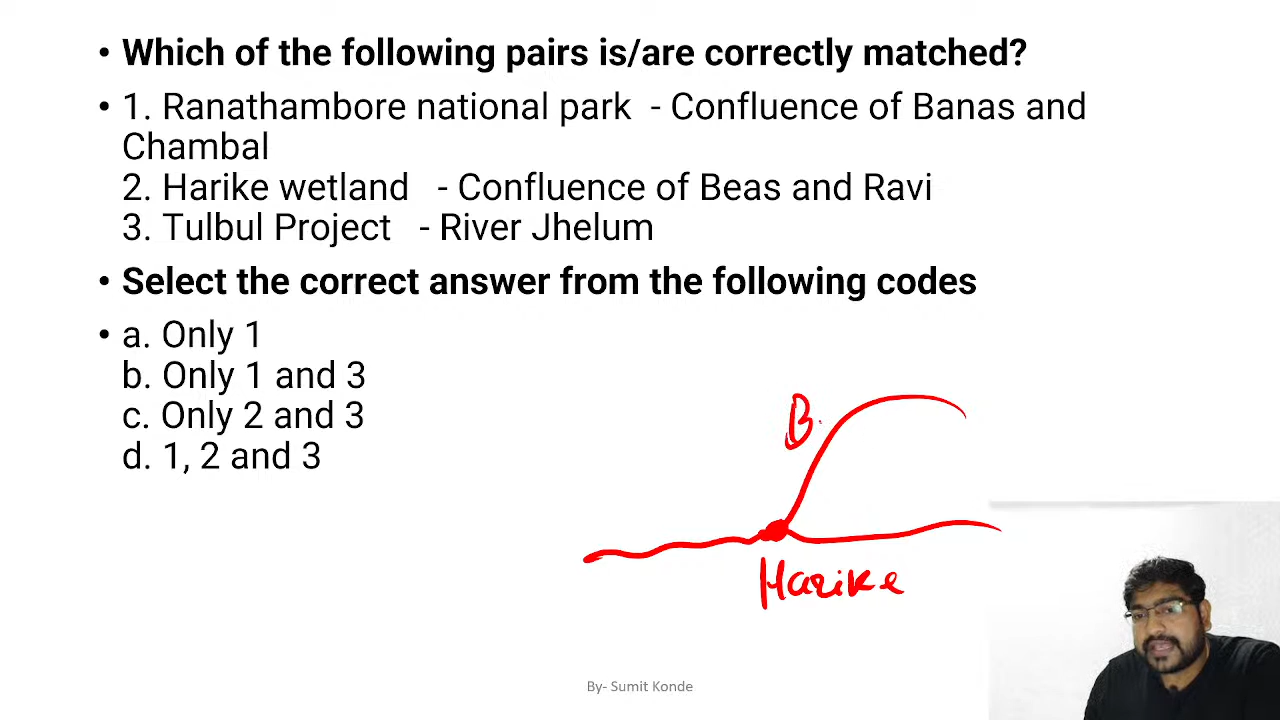 • Which of the following pairs is/are correctly matched?
• 1. Ranathambore national park - Confluence of Banas and
Chambal
2. Harike wetland - Confluence of Beas and Ravi
3. Tulbul Project - River Jhelum
• Select the correct answer from the following codes
• a. Only 1
b. Only 1 and 3
c. Only 2 and 3
d. 1, 2 and 3
B.
Harike
By- Sumit Konde